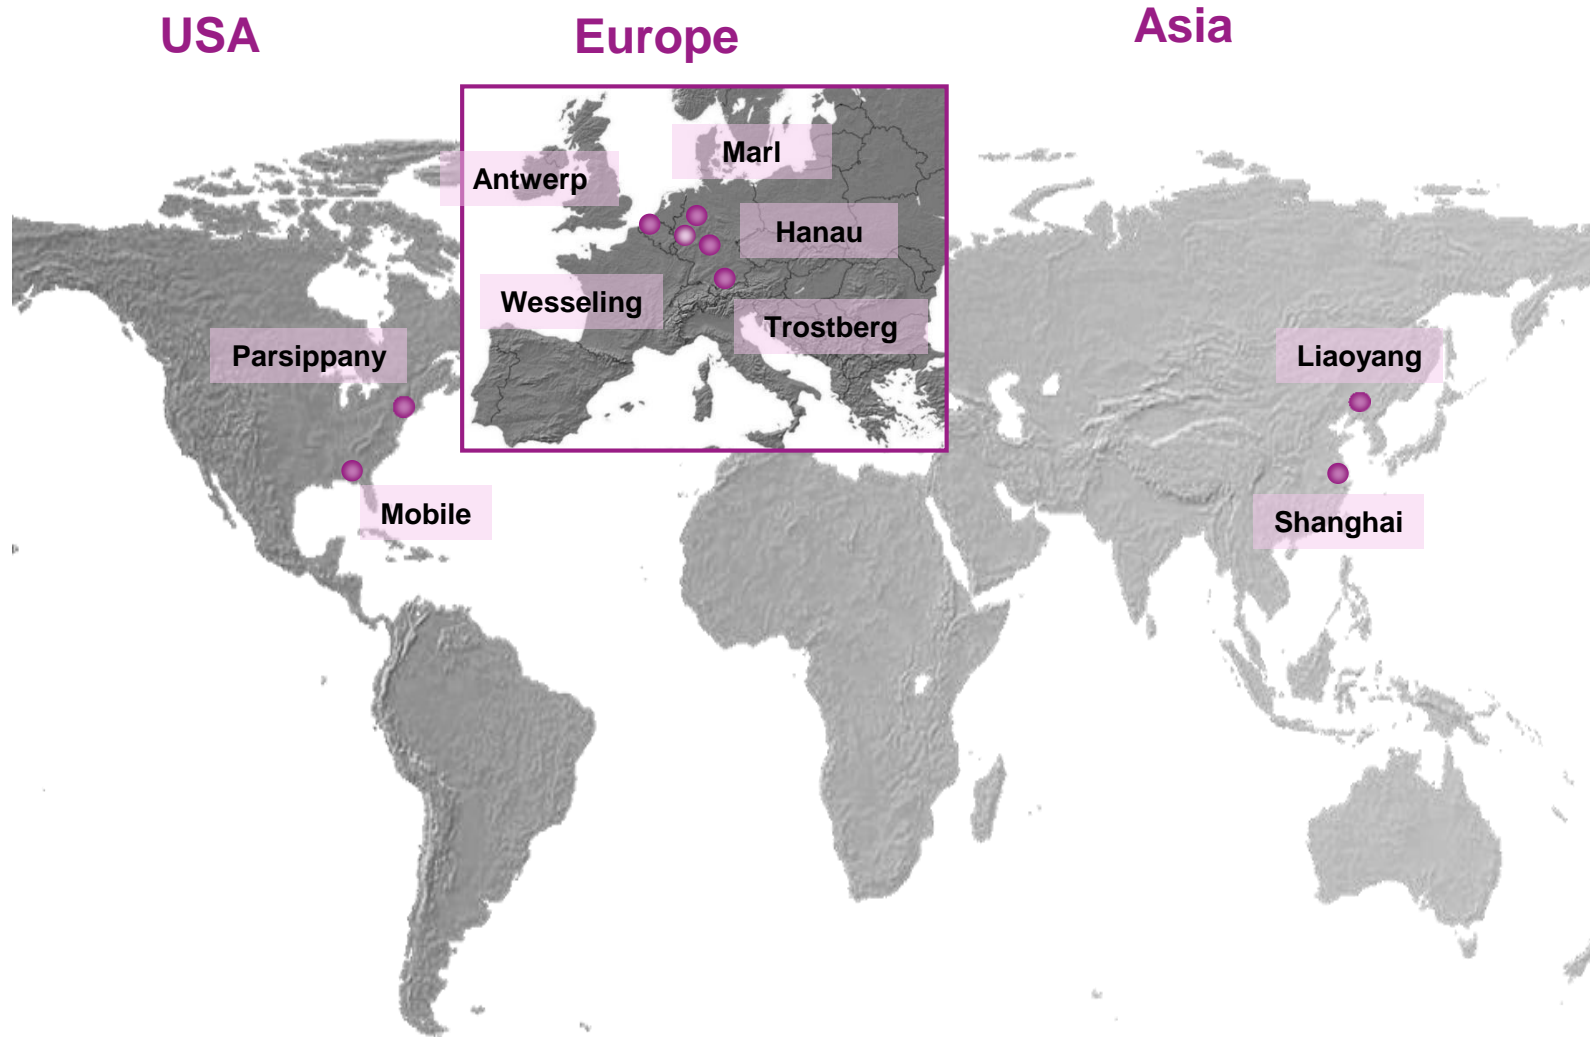 USA
Europe
Asia
Marl
Antwerp
Hanau
Wesseling
Trostberg
Parsippany
Liaoyang
Mobile
Shanghai